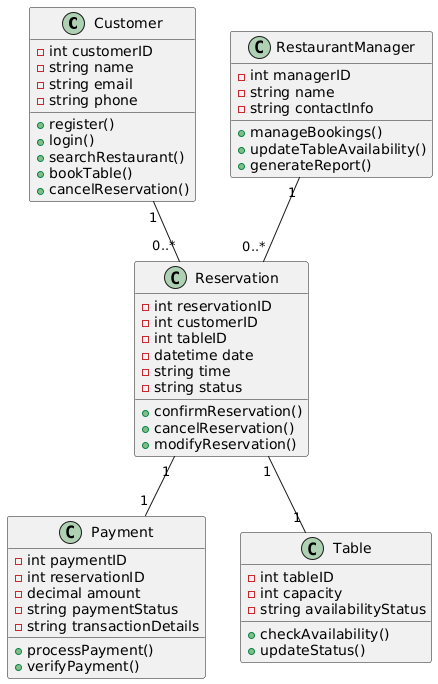 C Customer
int customerID
string name
string email
string phone
register()
login()
searchRestaurant()
bookTable()
cancelReservation()
C RestaurantManager
int managerID
string name
string contactInfo
manageBookings()
updateTableAvailability()
generateReport()
1
1
0..*
0..*
C Reservation
int reservationID
int customerID
int tableID
datetime date
string time
string status
confirmReservation()
cancelReservation()
modifyReservation()
1
1
1
1
C Payment
int paymentID
int reservationID
decimal amount
string paymentStatus
string transactionDetails
processPayment()
verifyPayment()
C Table
int tableID
int capacity
string availabilityStatus
checkAvailability()
updateStatus()